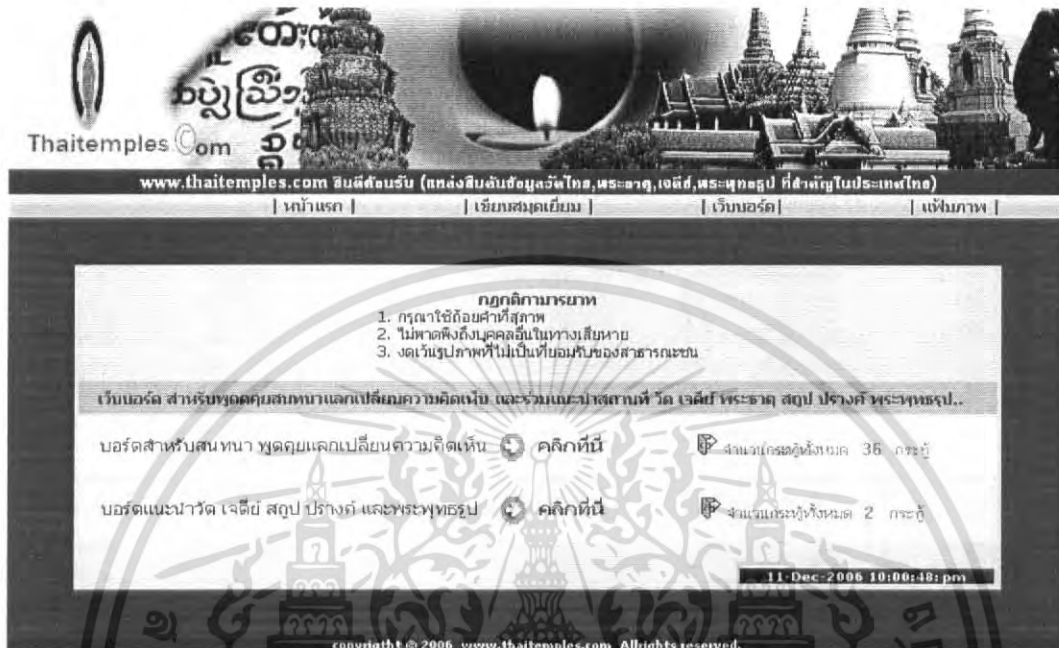 Thaitemples ©om
www.thaitemples.com ยินดีต้อนรับ (แหล่งสืบค้นข้อมูลวัดไทย,พระธาตุ,เจดีย์,พระพุทธรูป ที่สำคัญในประเทศไทย)
| หน้าแรก | | เขียนสมุดเยี่ยม | | เว็บบอร์ด| | แฟ้มภาพ |
กฎกติกามารยาท
1. กรุณาใช้ถ้อยคำที่สุภาพ
2. ไม่พาดพิงถึงบุคคลอื่นในทางเสียหาย
3. งดเว้นรูปภาพที่ไม่เป็นที่ยอมรับของสาธารณะชน
เว็บบอร์ด สำหรับพูดคุยสนทนาแลกเปลี่ยนความคิดเห็น และร่วมแนะนำสถานที่ วัด เจดีย์ พระธาตุ สถูป ปรางค์ พระพุทธรูป..
บอร์ดสำหรับสนทนา พูดคุยแลกเปลี่ยนความคิดเห็น คลิกที่นี่ จำนวนกระทู้ทั้งหมด 36 กระทู้
บอร์ดแนะนำวัด เจดีย์ สถูป ปรางค์ และพระพุทธรูป คลิกที่นี่ จำนวนกระทู้ทั้งหมด 2 กระทู้
11-Dec-2006 10:00:48: pm
copyright © 2006 www.thaitemples.com Allrights reserved.